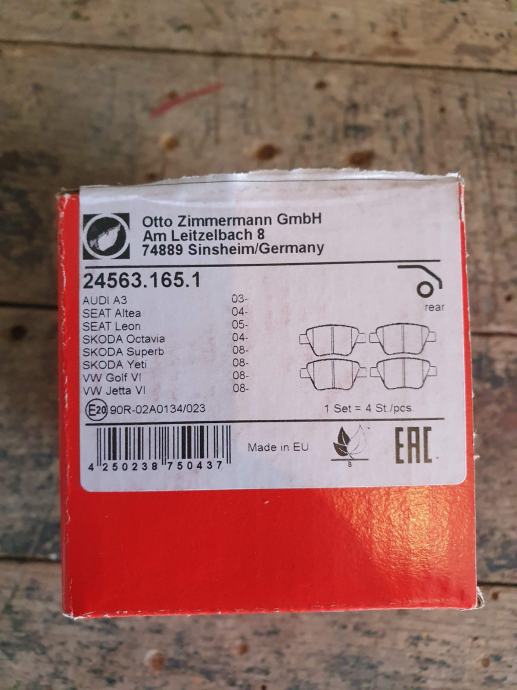 Otto Zimmermann GmbH
Am Leitzelbach 8
74889 Sinsheim/Germany
24563.165.1
rear
AUDI A3 03-
SEAT Altea 04-
SEAT Leon 05-
SKODA Octavia 04-
SKODA Superb 08-
SKODA Yeti 08-
VW Golf VI 08-
VW Jetta VI 08-
E20 90R-02A0134/023
1 Set = 4 St./pcs.
Made in EU
B
EAC
4 250238 750437